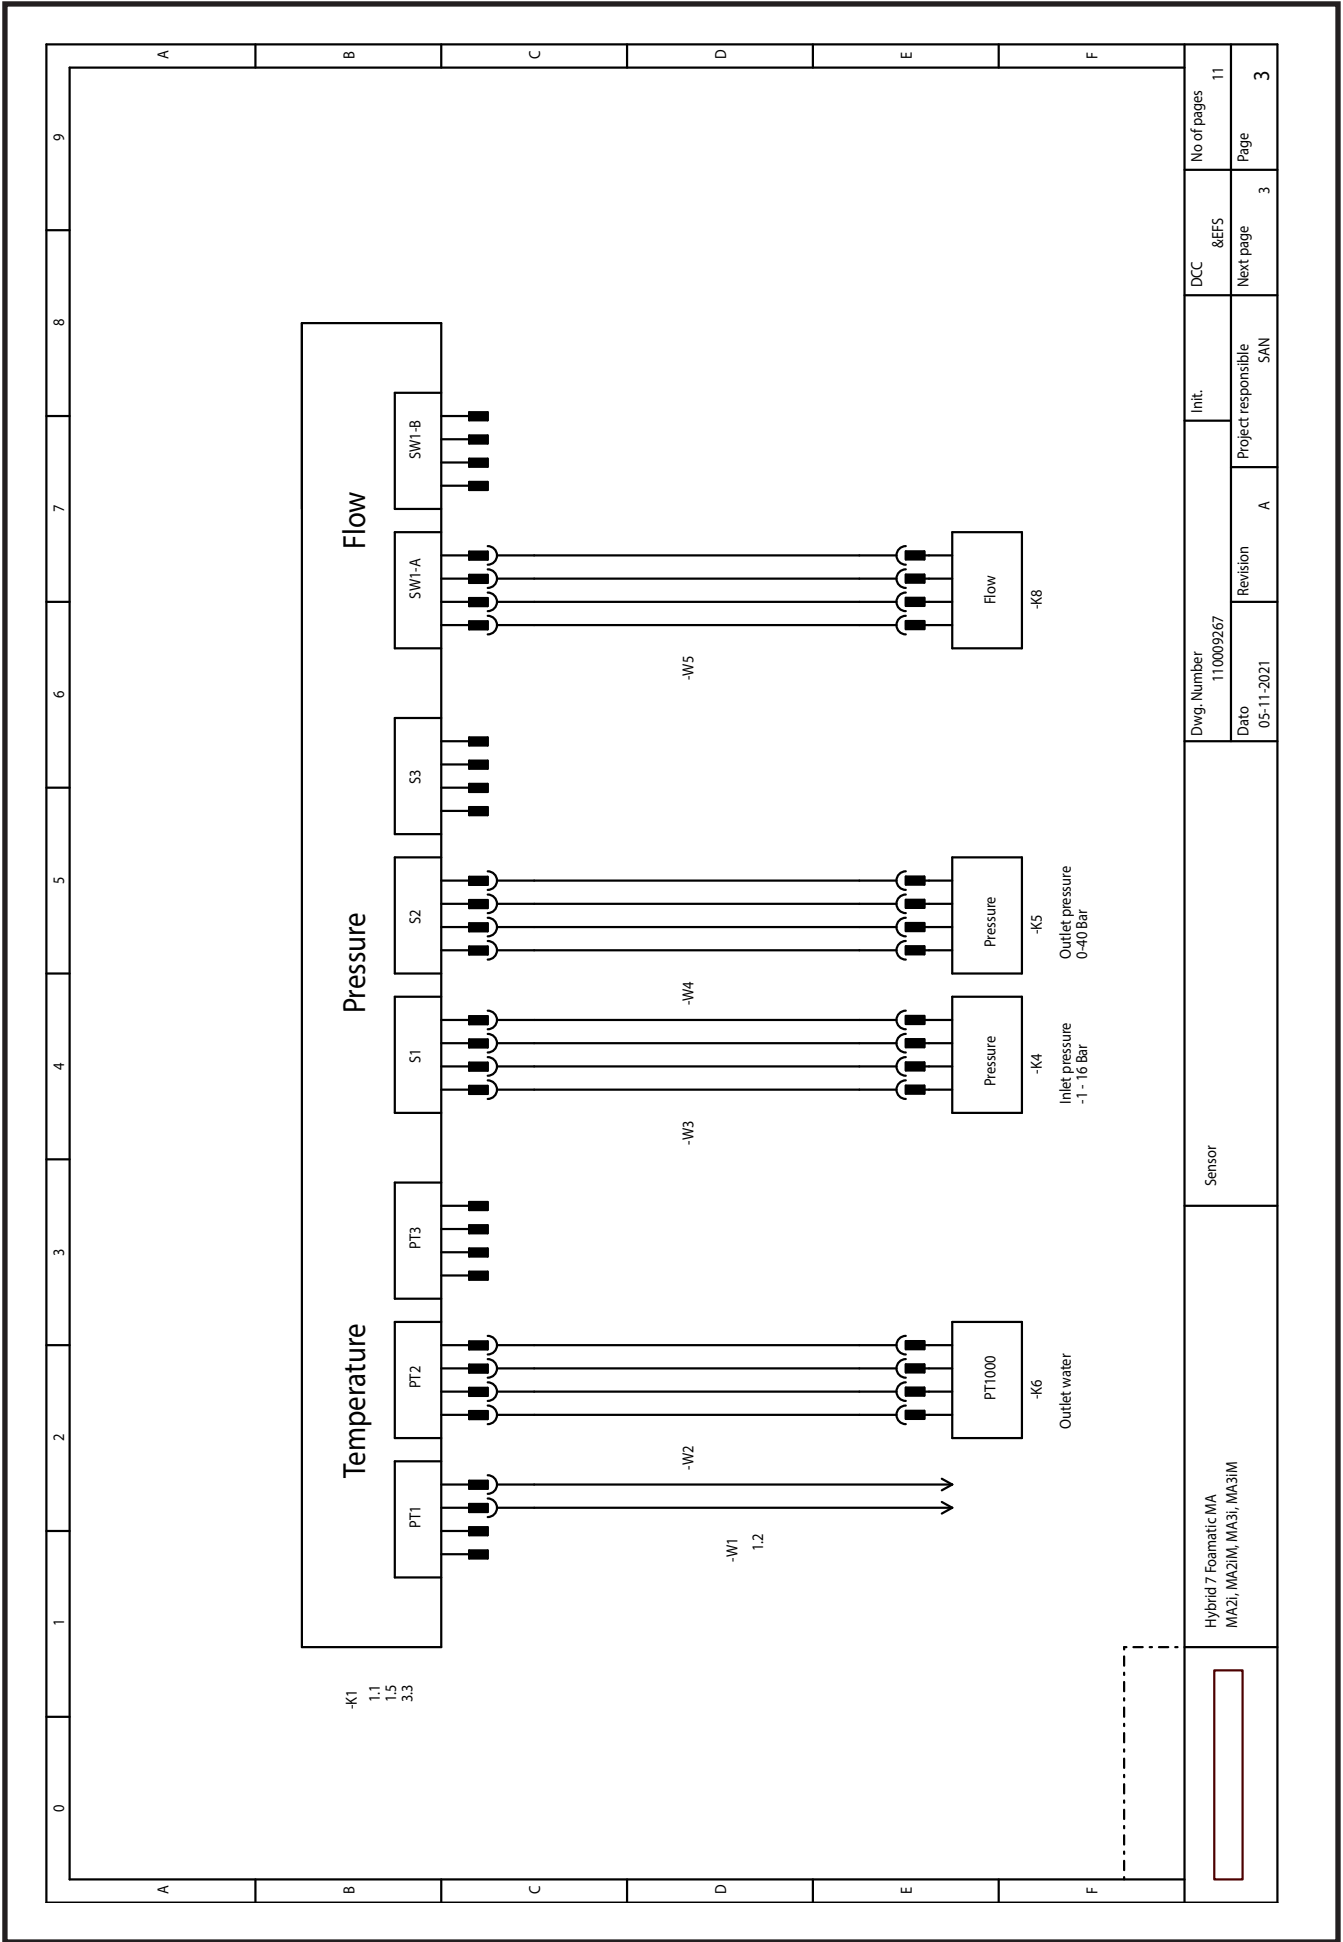 0
1
2
3
4
5
6
7
8
9
A
B
C
D
E
F
A
B
C
D
E
F
-K1
1.1
1.5
3.3
Temperature
Pressure
Flow
PT1
PT2
PT3
S1
S2
S3
SW1-A
SW1-B
-W1
1.2
-W2
-W3
-W4
-W5
PT1000
-K6
Outlet water
Pressure
-K4
Inlet pressure
-1 - 16 Bar
Pressure
-K5
Outlet pressure
0-40 Bar
Flow
-K8
Hybrid 7 Foamatic MA
MA2i, MA2iM, MA3i, MA3iM
Sensor
Dwg. Number
110009267
Init.
DCC
&EFS
No of pages
11
Dato
05-11-2021
Revision
A
Project responsible
SAN
Next page
3
Page
3